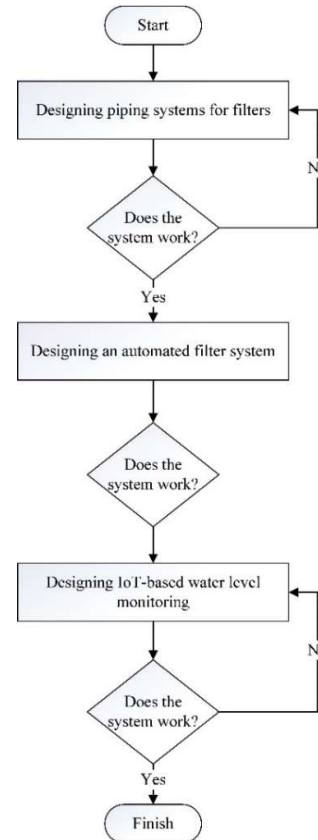 Start
Designing piping systems for filters
N
Does the
system work?
Yes
Designing an automated filter system
Does the
system work?
Designing IoT-based water level
monitoring
N
Does the
system work?
Yes
Finish